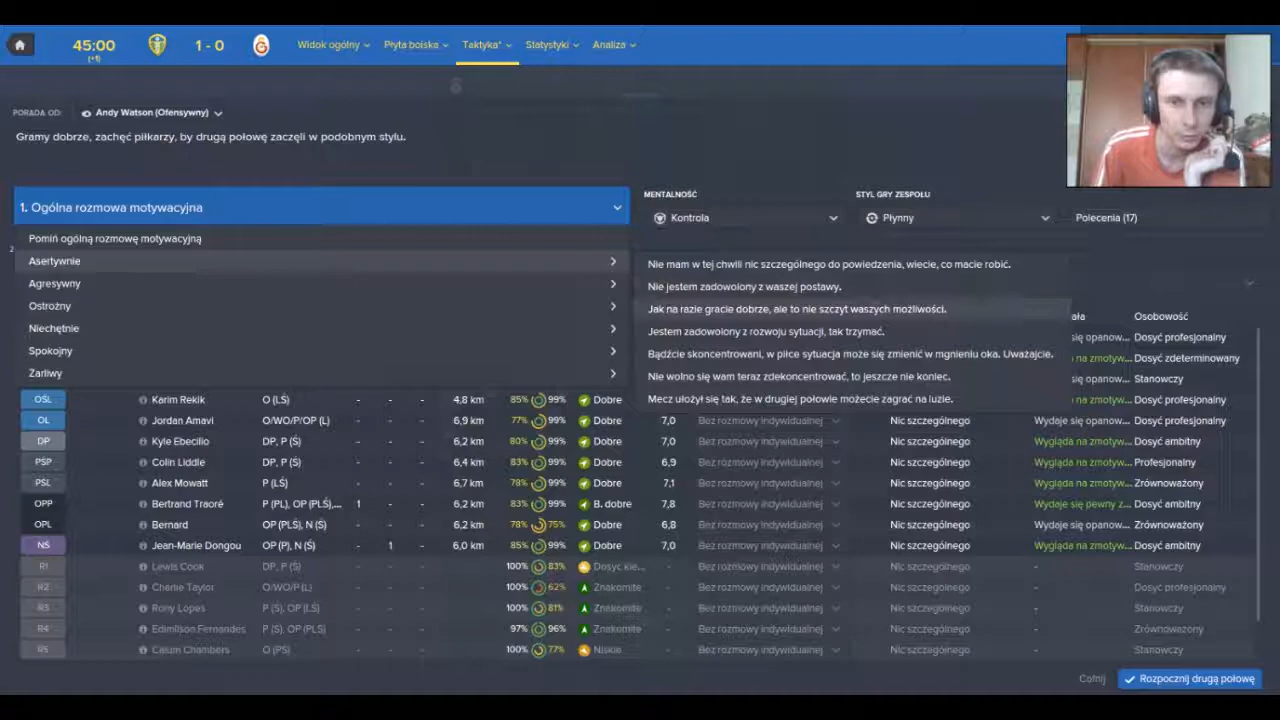 45:00
(+1)
1 - 0
Widok ogólny
Płyta boiska
Taktyka*
Statystyki
Analiza
PORADA OD:
Andy Watson (Ofensywny)
Gramy dobrze, zachęć piłkarzy, by drugą połowę zaczęli w podobnym stylu.
1. Ogólna rozmowa motywacyjna
MENTALNOŚĆ
Kontrola
STYL GRY ZESPOŁU
Płynny
Polecenia (17)
2
Pomiń ogólną rozmowę motywacyjną
Asertywnie
Agresywny
Ostrożny
Niechętnie
Spokojny
Żarliwy
Nie mam w tej chwili nic szczególnego do powiedzenia, wiecie, co macie robić.
Nie jestem zadowolony z waszej postawy.
Jak na razie gracie dobrze, ale to nie szczyt waszych możliwości.
Jestem zadowolony z rozwoju sytuacji, tak trzymać.
Bądźcie skoncentrowani, w piłce sytuacja może się zmienić w mgnieniu oka. Uważajcie.
Nie wolno się wam teraz zdekoncentrować, to jeszcze nie koniec.
Mecz ułożył się tak, że w drugiej połowie możecie zagrać na luzie.
ała Osobowość
się opanow... Dosyć profesjonalny
na zmotyw... Dosyć zdeterminowany
się opanow... Stanowczy
OŚL Karim Rekik O (LŚ) - - - 4,8 km 85% 99% Dobre na zmotyw... Dosyć profesjonalny
OL Jordan Amavi O/WO/P/OP (L) - - - 6,9 km 77% 99% Dobre 7,0 Bez rozmowy indywidualnej Nic szczególnego Wydaje się opanow... Dosyć profesjonalny
DP Kyle Ebecilio DP, P (Ś) - - - 6,2 km 80% 99% Dobre 7,0 Bez rozmowy indywidualnej Nic szczególnego Wygląda na zmotyw... Dosyć ambitny
PŚP Colin Liddle DP, P (Ś) - - - 6,4 km 83% 99% Dobre 6,9 Bez rozmowy indywidualnej Nic szczególnego Wygląda na zmotyw... Profesjonalny
PŚL Alex Mowatt P (LŚ) - - - 6,7 km 78% 99% Dobre 7,1 Bez rozmowy indywidualnej Nic szczególnego Wygląda na zmotyw... Zrównoważony
OPP Bertrand Traoré P (PL), OP (PLŚ),... 1 - - 6,2 km 83% 99% B. dobre 7,8 Bez rozmowy indywidualnej Nic szczególnego Wydaje się pewny z... Dosyć ambitny
OPL Bernard OP (PLŚ), N (Ś) - - - 6,2 km 78% 75% Dobre 6,8 Bez rozmowy indywidualnej Nic szczególnego Wydaje się opanow... Zrównoważony
NŚ Jean-Marie Dongou OP (P), N (Ś) - 1 - 6,0 km 85% 99% Dobre 7,0 Bez rozmowy indywidualnej Nic szczególnego Wygląda na zmotyw... Dosyć ambitny
R1 Lewis Cook DP, P (Ś) - - - - 100% 83% Dosyć kie... - Bez rozmowy indywidualnej Nic szczególnego - Stanowczy
R2 Charlie Taylor O/WO/P (L) - - - - 100% 62% Znakomite - Bez rozmowy indywidualnej Nic szczególnego - Dosyć profesjonalny
R3 Rony Lopes P (Ś), OP (LŚ) - - - - 100% 81% Znakomite - Bez rozmowy indywidualnej Nic szczególnego - Stanowczy
R4 Edimilson Fernandes P (Ś), OP (PLŚ) - - - - 97% 96% Znakomite - Bez rozmowy indywidualnej Nic szczególnego - Zrównoważony
R5 Calum Chambers O (PŚ) - - - - 100% 77% Niskie - Bez rozmowy indywidualnej Nic szczególnego - Stanowczy
Cofnij
Rozpocznij drugą połowę